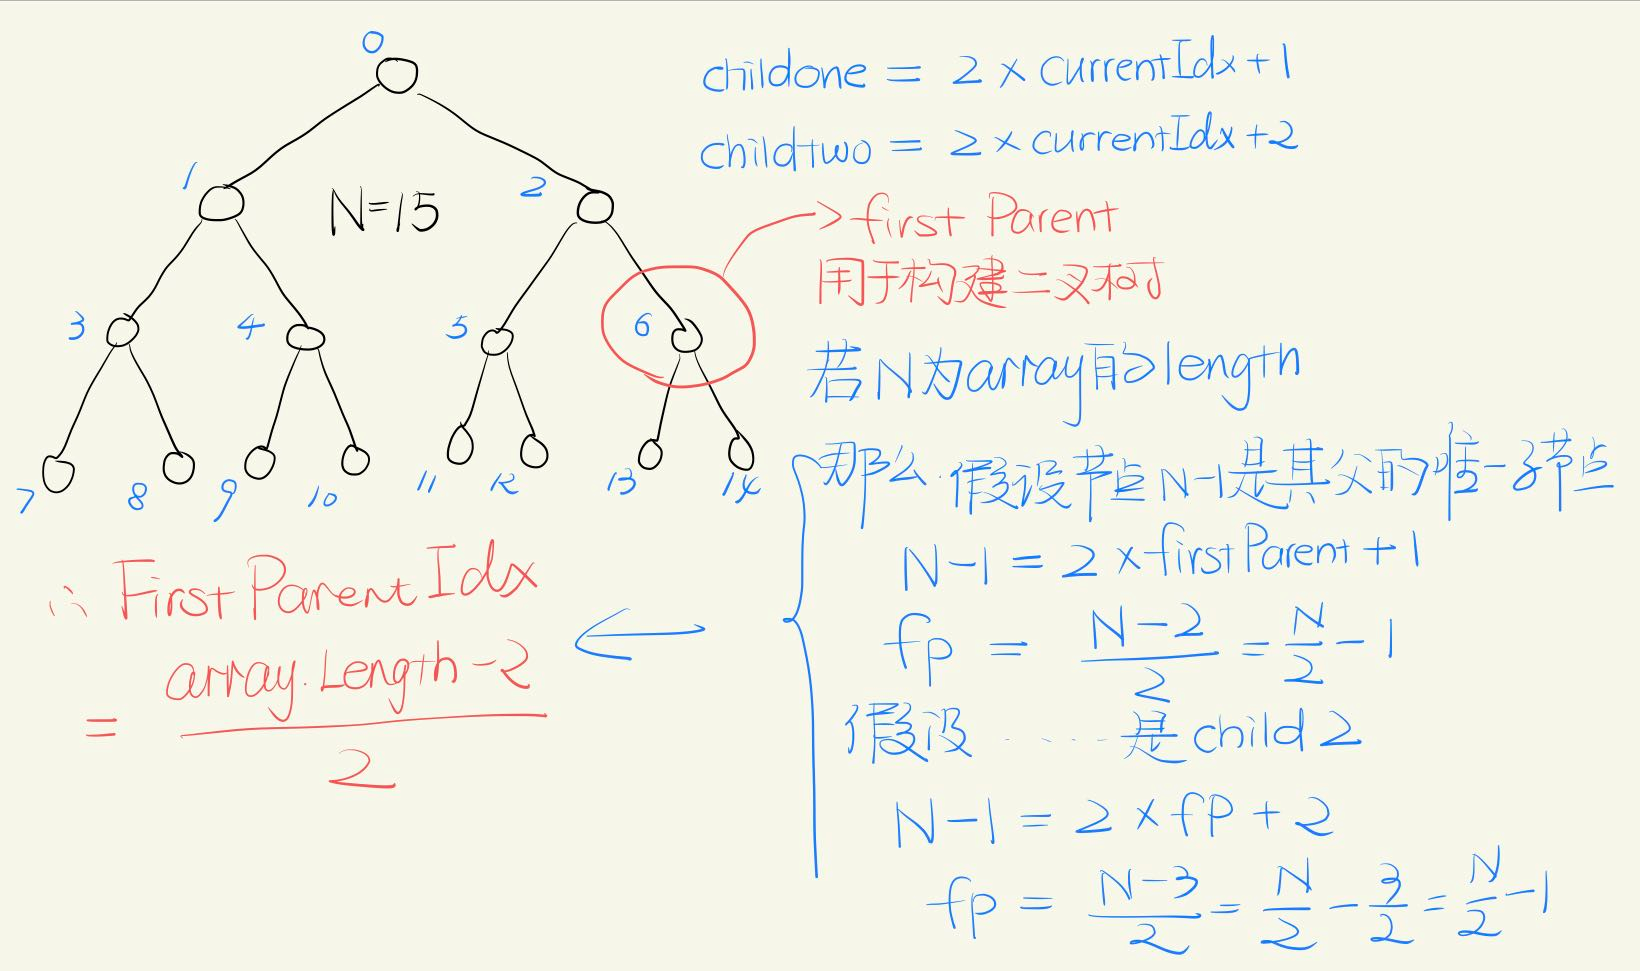 0
childone = 2 × currentIdx + 1
childtwo = 2 × currentIdx + 2
1
N=15
2
>first Parent
用于构建二叉树
3
4
5
6
若N为array的length
7
8
9
10
11
12
13
14
那么.假设节点N-1是其父的唯一子节点
N-1 = 2 × firstParent + 1
fp = \frac{N-2}{2} = \frac{N}{2} - 1
假设 ····· 是child 2
N-1 = 2 × fp + 2
fp = \frac{N-3}{2} = \frac{N}{2} - \frac{3}{2} = \frac{N}{2} - 1
∴ First Parent Idx
= \frac{array.Length - 2}{2}